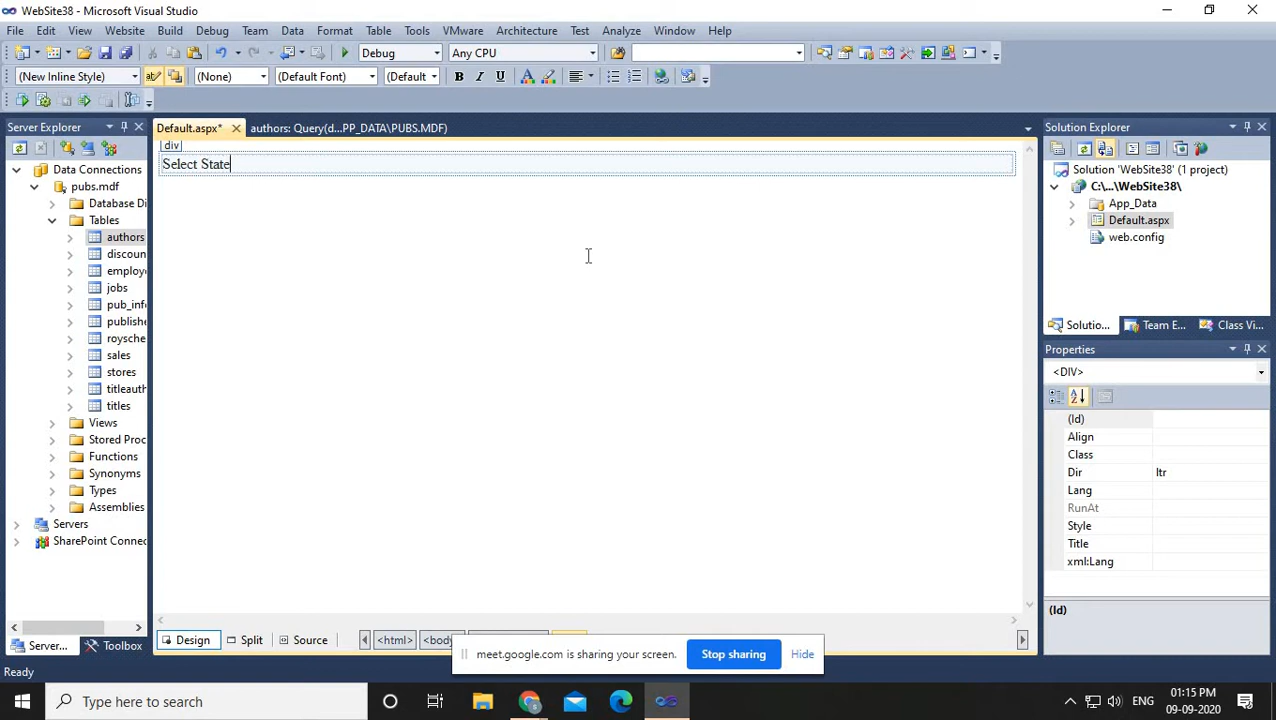 WebSite38 - Microsoft Visual Studio
File Edit View Website Build Debug Team Data Format Table Tools VMware Architecture Test Analyze Window Help
Debug Any CPU
(New Inline Style) (None) (Default Font) (Default B I U A
Server Explorer
Data Connections
pubs.mdf
Database Di
Tables
authors
discoun
employ
jobs
pub_info
publishe
roysche
sales
stores
titleauth
titles
Views
Stored Proc
Functions
Synonyms
Types
Assemblies
Servers
SharePoint Connec
Server... Toolbox
Default.aspx* authors: Query(d...PP_DATA\PUBS.MDF)
div
Select State
Design Split Source <html> <body
Solution Explorer
Solution 'WebSite38' (1 project)
C:\...\WebSite38\
App_Data
Default.aspx
web.config
Solutio... Team E... Class Vi...
Properties
<DIV>
(Id)
Align
Class
Dir ltr
Lang
RunAt
Style
Title
xml:Lang
(Id)
meet.google.com is sharing your screen. Stop sharing Hide
Ready
Type here to search
ENG
01:15 PM
09-09-2020